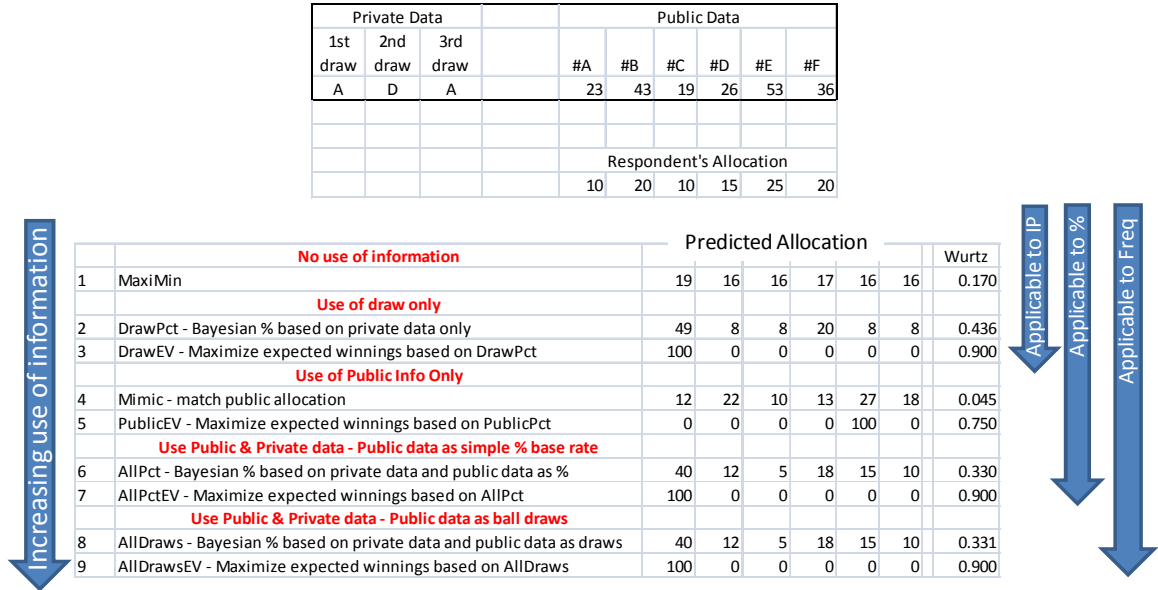 Private Data Public Data
1st 2nd 3rd
draw draw draw #A #B #C #D #E #F
A D A 23 43 19 26 53 36
Respondent's Allocation
10 20 10 15 25 20
Increasing use of information
Applicable to IP
Applicable to %
Applicable to Freq
Predicted Allocation
No use of information Wurtz
1 MaxiMin 19 16 16 17 16 16 0.170
Use of draw only
2 DrawPct - Bayesian % based on private data only 49 8 8 20 8 8 0.436
3 DrawEV - Maximize expected winnings based on DrawPct 100 0 0 0 0 0 0.900
Use of Public Info Only
4 Mimic - match public allocation 12 22 10 13 27 18 0.045
5 PublicEV - Maximize expected winnings based on PublicPct 0 0 0 0 100 0 0.750
Use Public & Private data - Public data as simple % base rate
6 AllPct - Bayesian % based on private data and public data as % 40 12 5 18 15 10 0.330
7 AllPctEV - Maximize expected winnings based on AllPct 100 0 0 0 0 0 0.900
Use Public & Private data - Public data as ball draws
8 AllDraws - Bayesian % based on private data and public data as draws 40 12 5 18 15 10 0.331
9 AllDrawsEV - Maximize expected winnings based on AllDraws 100 0 0 0 0 0 0.900